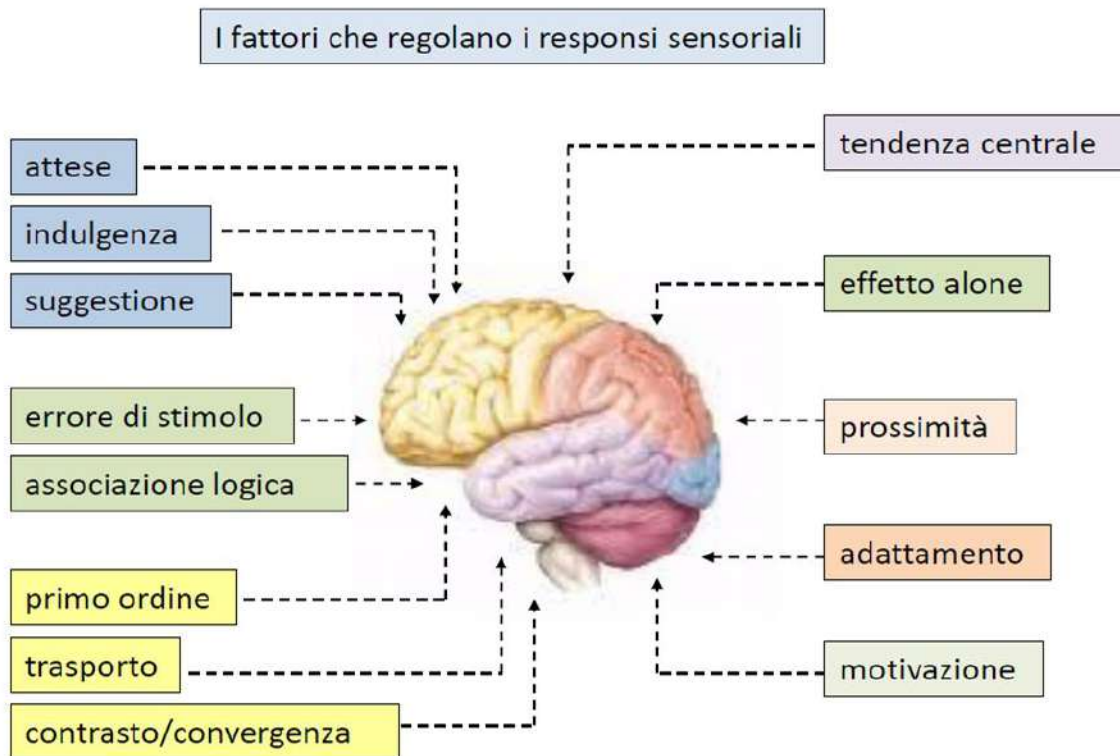 I fattori che regolano i responsi sensoriali
attese
indulgenza
suggestione
errore di stimolo
associazione logica
primo ordine
trasporto
contrasto/convergenza
tendenza centrale
effetto alone
prossimità
adattamento
motivazione